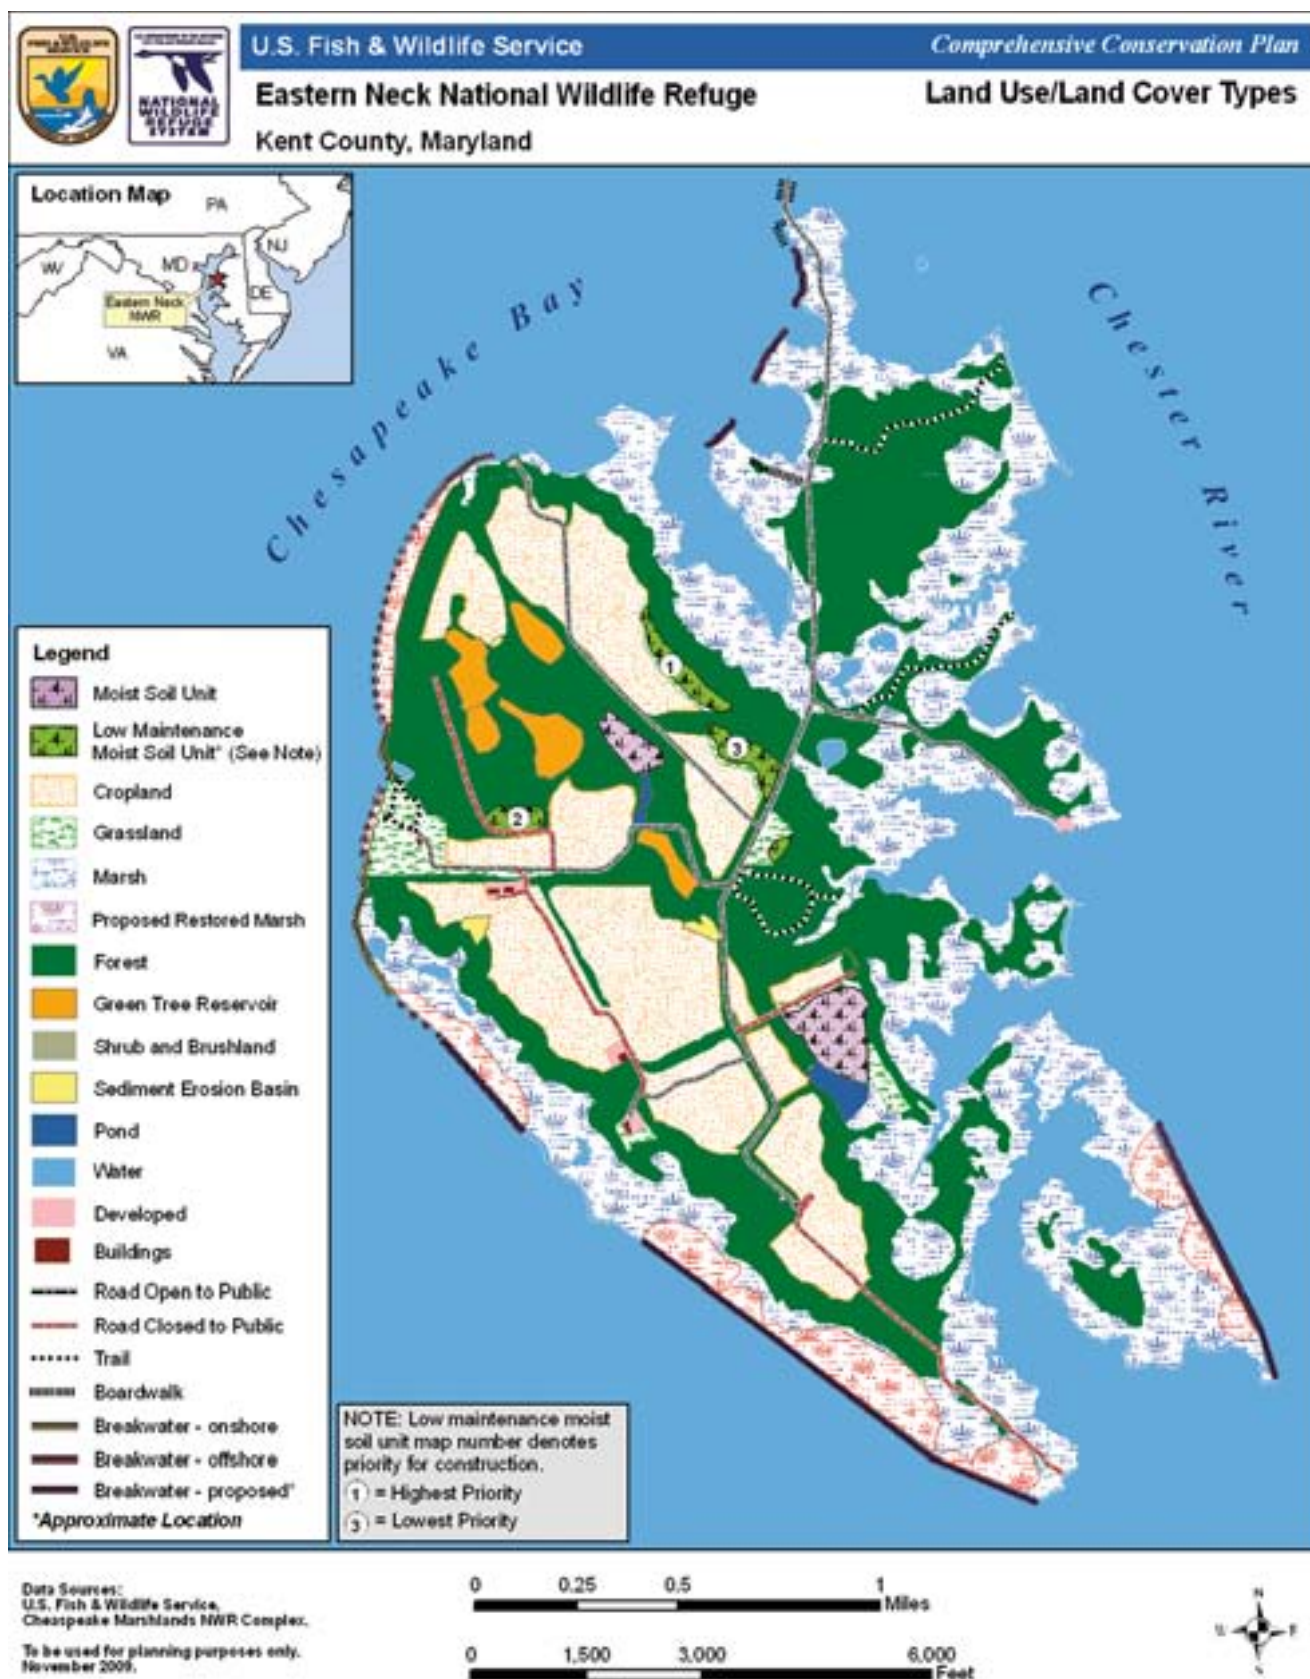 U.S. Fish & Wildlife Service
Comprehensive Conservation Plan
Eastern Neck National Wildlife Refuge
Land Use/Land Cover Types
Kent County, Maryland
NATIONAL
WILDLIFE
REFUGE
SYSTEM
Location Map
PA
NJ
WV
MD
DE
Eastern Neck
NWR
VA
Chesapeake Bay
Chester River
1
3
2
Legend
Moist Soil Unit
Low Maintenance
Moist Soil Unit* (See Note)
Cropland
Grassland
Marsh
Proposed Restored Marsh
Forest
Green Tree Reservoir
Shrub and Brushland
Sediment Erosion Basin
Pond
Water
Developed
Buildings
Road Open to Public
Road Closed to Public
Trail
Boardwalk
Breakwater - onshore
Breakwater - offshore
Breakwater - proposed*
*Approximate Location
NOTE: Low maintenance moist
soil unit map number denotes
priority for construction.
1 = Highest Priority
3 = Lowest Priority
Data Sources:
U.S. Fish & Wildlife Service,
Cheaspeake Marshlands NWR Complex.
To be used for planning purposes only.
November 2009.
0 0.25 0.5 1
Miles
0 1,500 3,000 6,000
Feet
N
W E
S